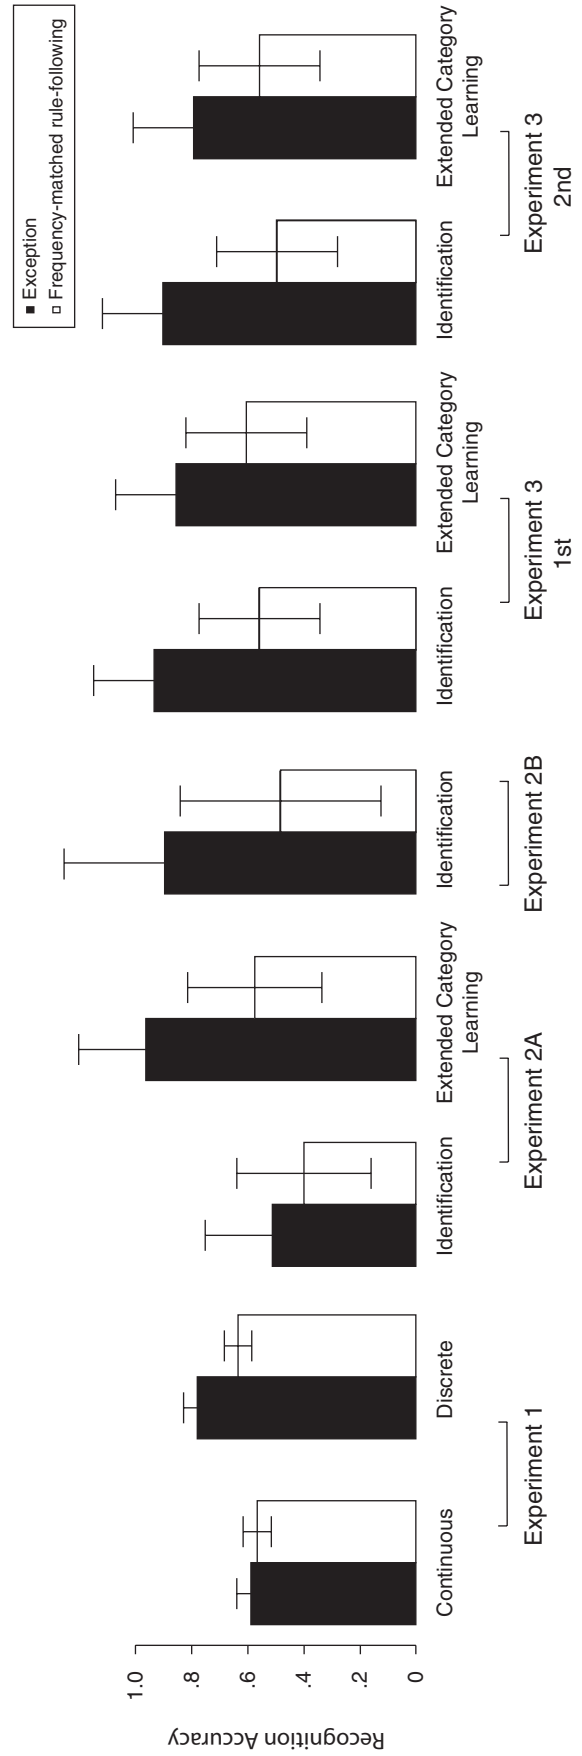 ■ Exception
□ Frequency-matched rule-following
Recognition Accuracy
1.0
.8
.6
.4
.2
0
Continuous
Discrete
Identification
Extended Category
Learning
Identification
Identification
Extended Category
Learning
Identification
Extended Category
Learning
Experiment 1
Experiment 2A
Experiment 2B
Experiment 3
1st
Experiment 3
2nd